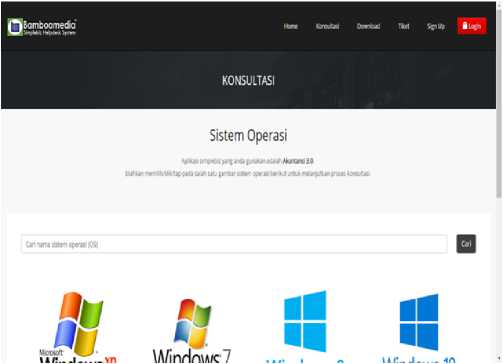 Bamboomedia
Simplebiz Helpdesk System
Home Konsultasi Download Tiket Sign Up Login
KONSULTASI
Sistem Operasi
Aplikasi simplebiz yang anda gunakan adalah Akuntansi 3.0.
Silahkan memilih/klik/tap pada salah satu gambar sistem operasi berikut untuk melanjutkan proses konsultasi.
Cari nama sistem operasi (OS)
Cari
Microsoft
Windows xp
Windows 7
Windows 8
Windows 10